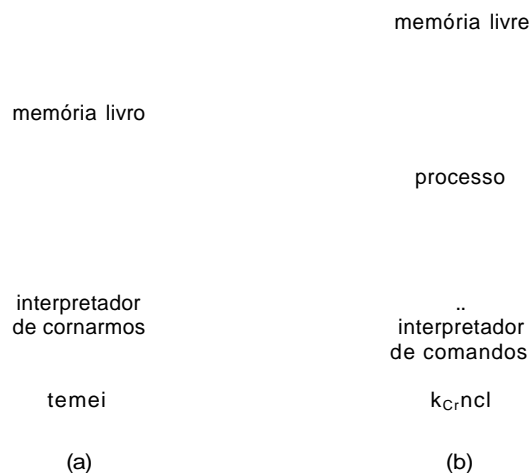 memória livre
memória livro
processo
interpretador
de cornarmos
..
interpretador
de comandos
temei
kCrncl
(a)
(b)